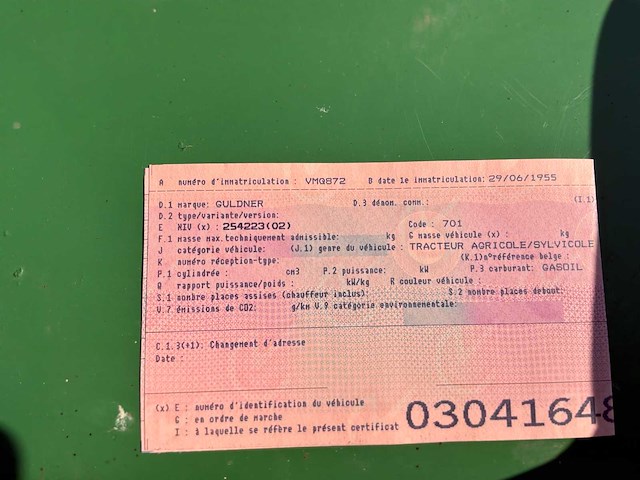 A numéro d'immatriculation : VMG872 B date le immatriculation: 29/06/1955
D.1 marque: GULDNER D.3 dénom. comm.: (I.1)
D.2 type/variante/version:
E NIV (x) : 254223(02) Code : 701
F.1 masse max.techniquement admissible: kg G masse véhicule (x) : kg
J catégorie véhicule: (J.1) genre du véhicule : TRACTEUR AGRICOLE/SYLVICOLE
K numéro réception-type: (K.1)n°référence belge :
P.1 cylindrée : cm3 P.2 puissance: kW P.3 carburant: GASOIL
Q rapport puissance/poids : kW/kg R couleur véhicule :
S.1 nombre places assises (chauffeur inclus): S.2 nombre places debout:
V.7 émissions de CO2: g/km V.9 catégorie environnementale:
C.1.3(+1): Changement d'adresse
Date :
(x) E : numéro d'identification du véhicule
G : en ordre de marche
I : à laquelle se réfère le présent certificat
03041648